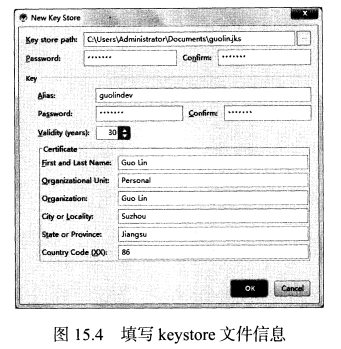 New Key Store
Key store path: C:\Users\Administrator\Documents\guolin.jks ...
Password: ••••••• Confirm: •••••••
Key
Alias: guolindev
Password: ••••••• Confirm: •••••••
Validity (years): 30
Certificate
First and Last Name: Guo Lin
Organizational Unit: Personal
Organization: Guo Lin
City or Locality: Suzhou
State or Province: Jiangsu
Country Code (XX): 86
OK Cancel
图 15.4 填写 keystore 文件信息